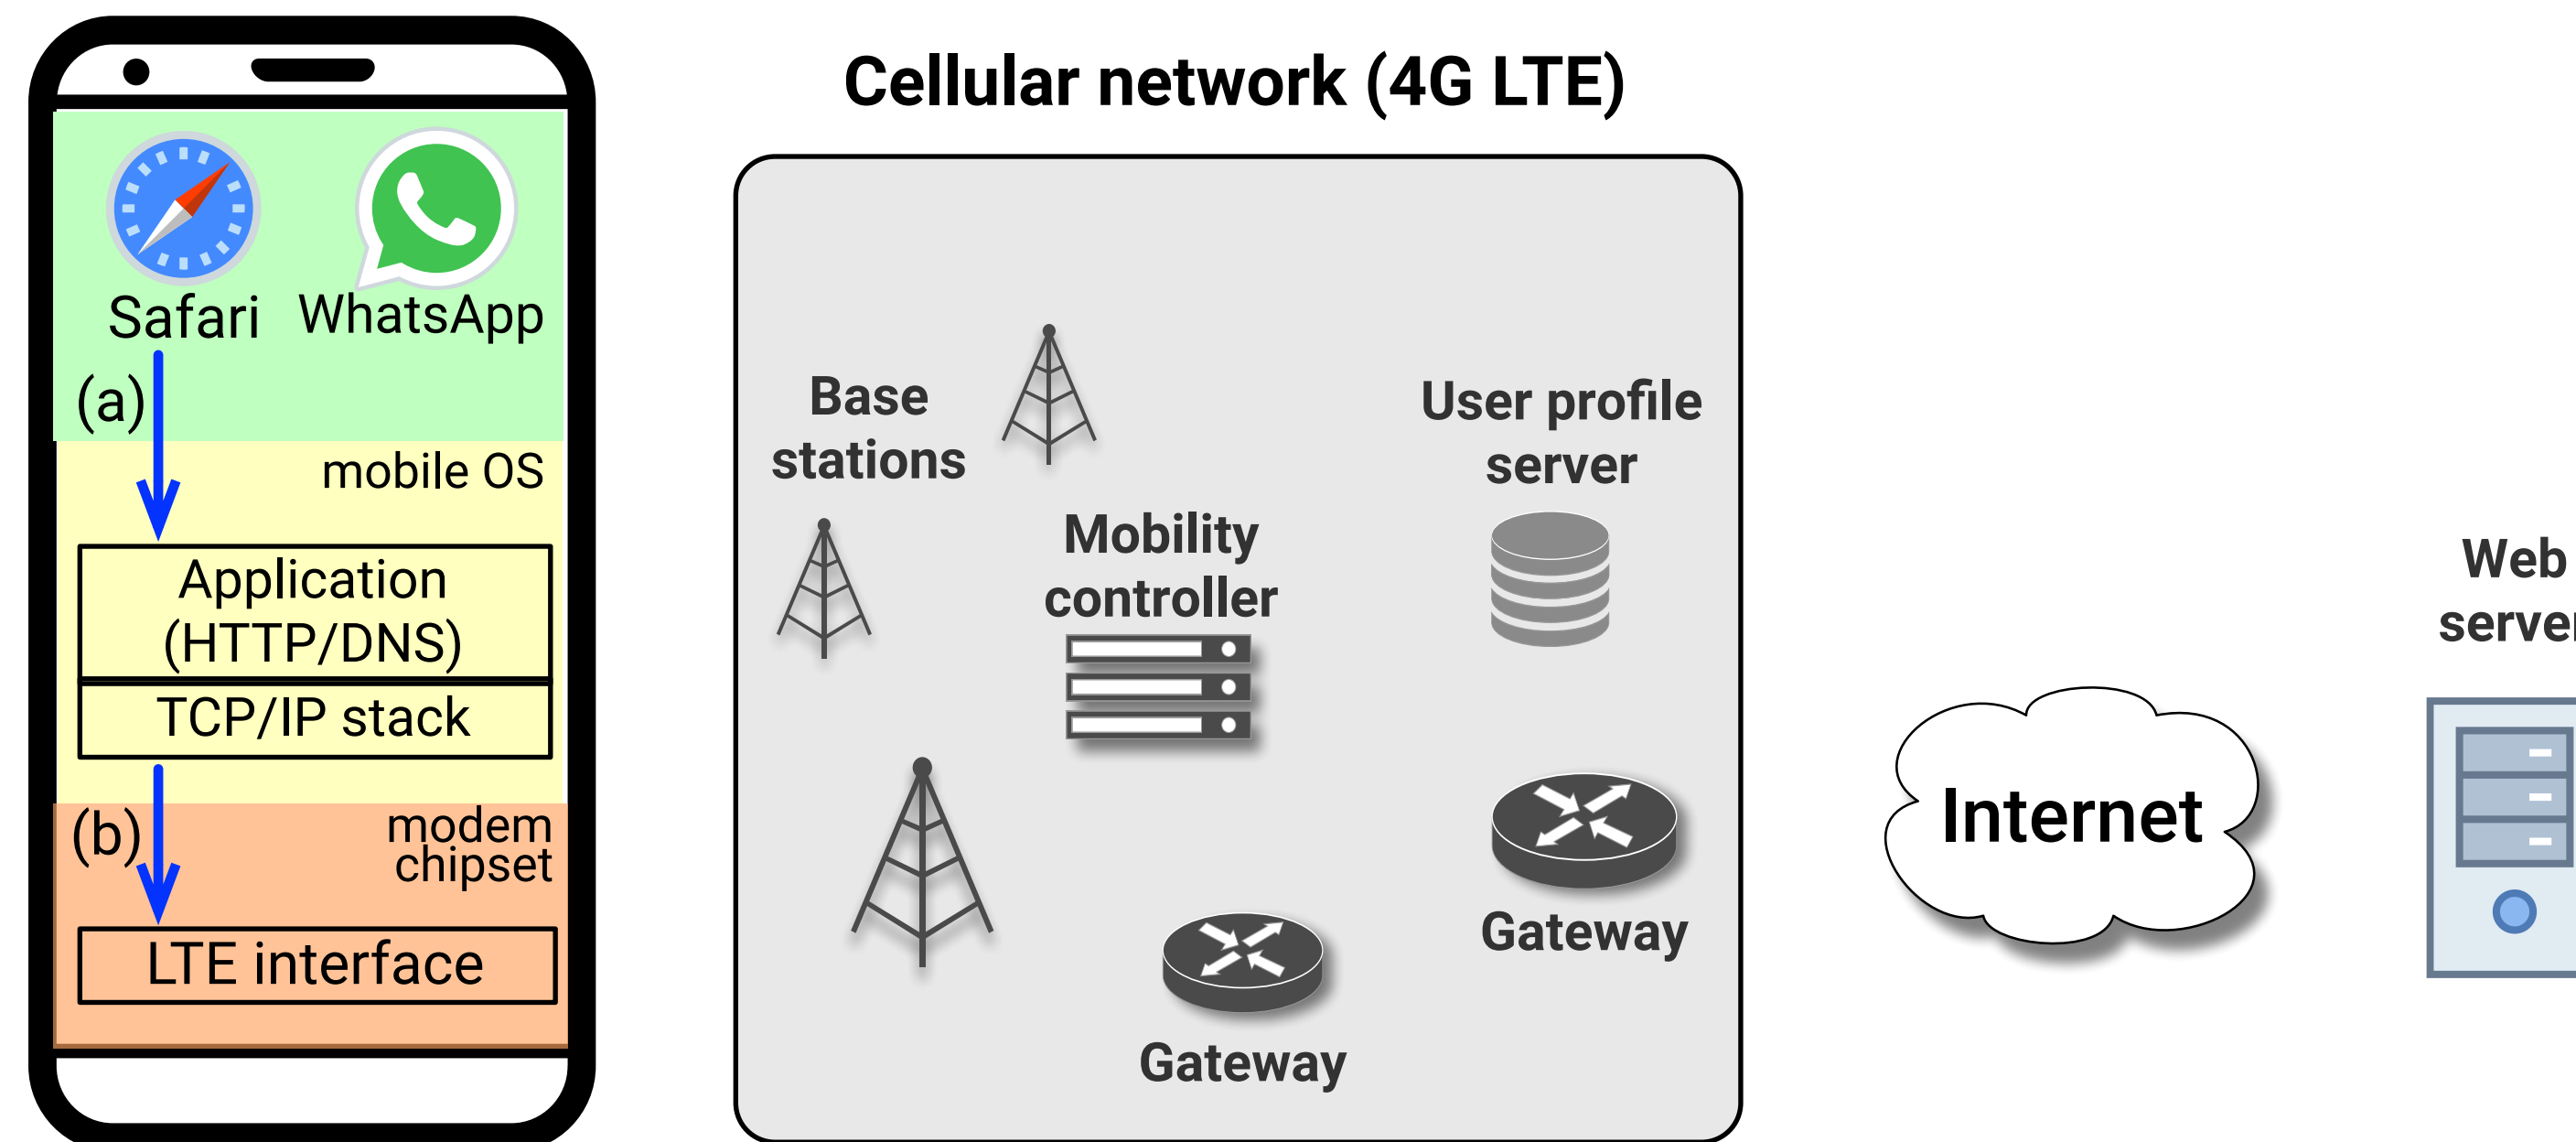 Cellular network (4G LTE)
Safari
WhatsApp
(a)
mobile OS
Application
(HTTP/DNS)
TCP/IP stack
(b)
modem
chipset
LTE interface
Base
stations
Mobility
controller
User profile
server
Gateway
Gateway
Internet
Web
server